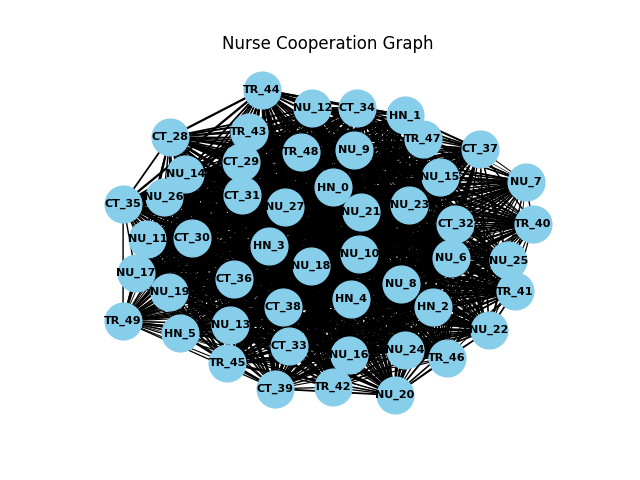 Nurse Cooperation Graph
TR_44
NU_12
CT_34
HN_1
CT_28
TR_43
TR_47
TR_48
NU_9
CT_37
CT_29
NU_14
NU_15
NU_7
HN_0
CT_31
NU_26
CT_35
NU_27
NU_21
NU_23
CT_32
TR_40
NU_11
CT_30
HN_3
NU_10
NU_6
NU_25
NU_18
NU_17
CT_36
NU_8
TR_41
NU_19
HN_4
CT_38
HN_2
TR_49
NU_13
HN_5
NU_22
CT_33
NU_24
NU_16
TR_46
TR_45
TR_42
CT_39
NU_20